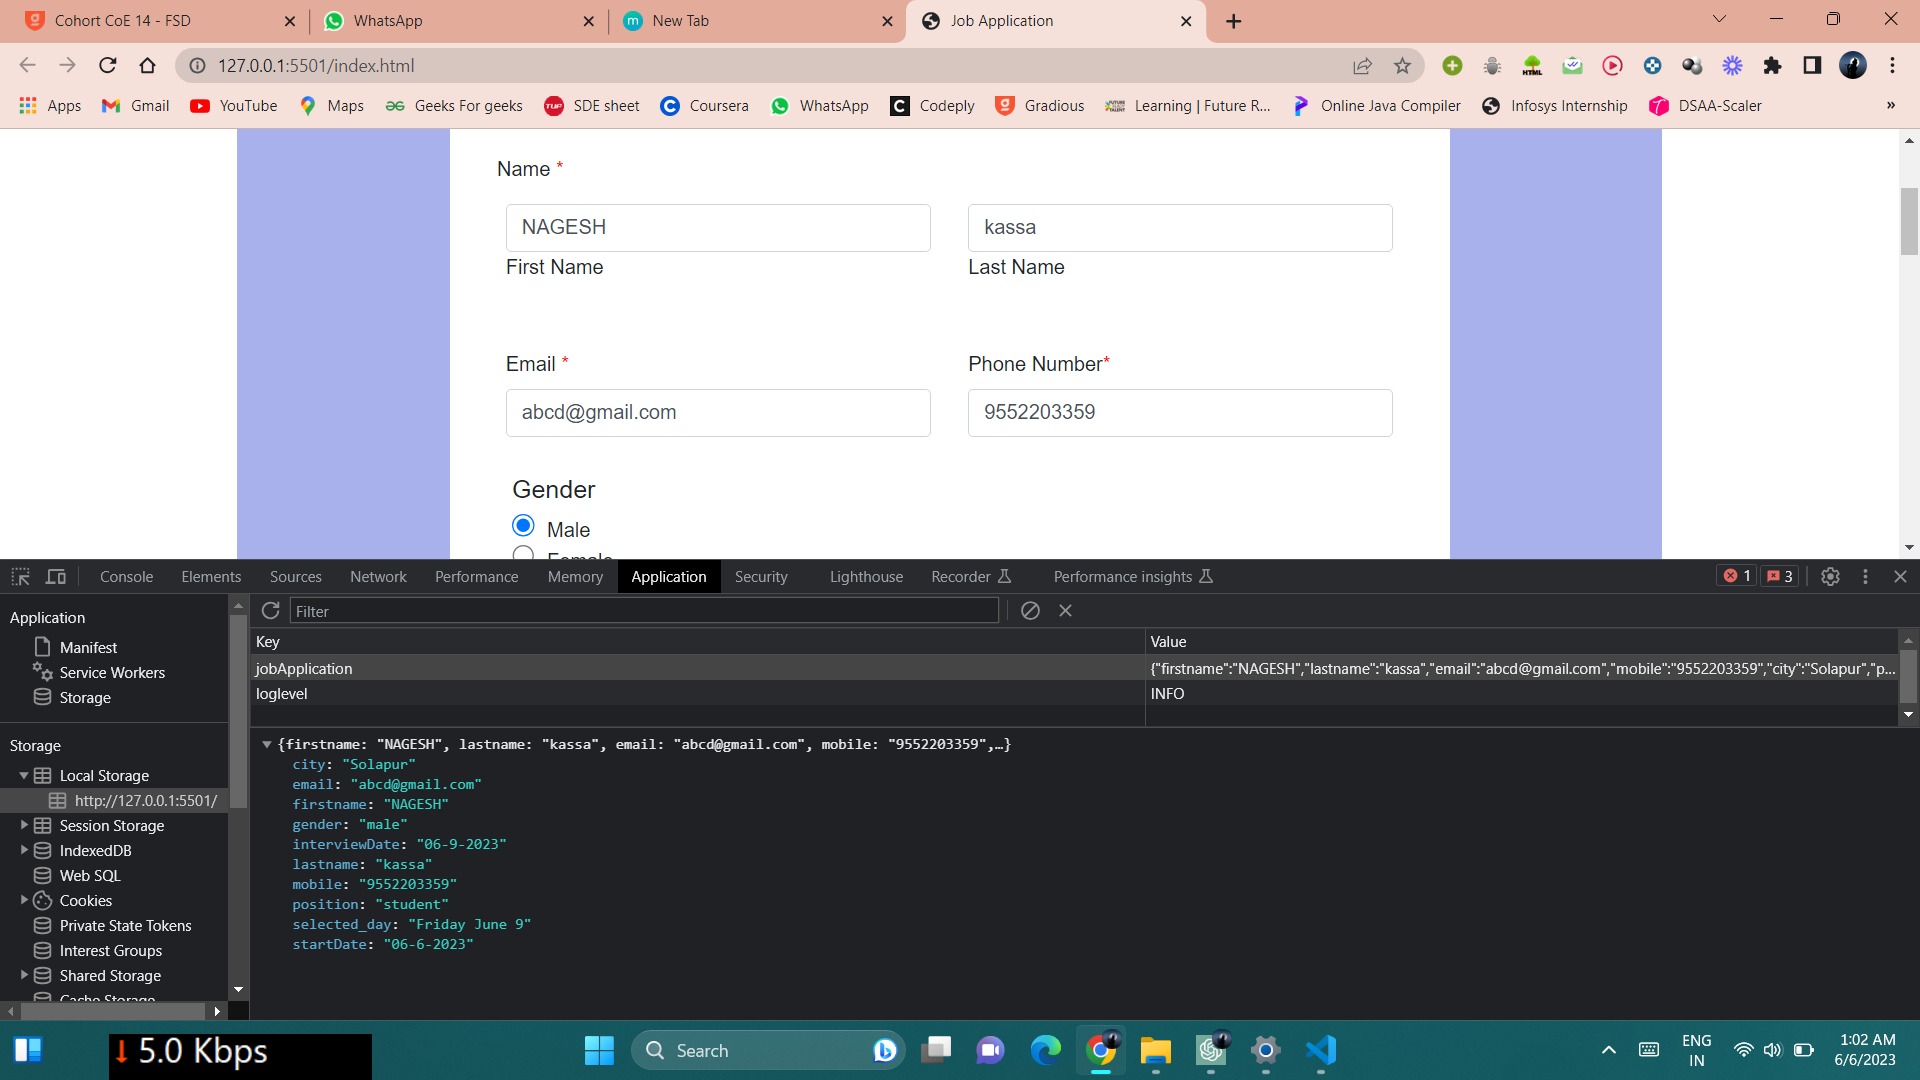 Cohort CoE 14 - FSD
WhatsApp
New Tab
Job Application
127.0.0.1:5501/index.html
Apps
Gmail
YouTube
Maps
Geeks For geeks
SDE sheet
Coursera
WhatsApp
Codeply
Gradious
Learning | Future R...
Online Java Compiler
Infosys Internship
DSAA-Scaler
»
Name *
NAGESH
kassa
First Name
Last Name
Email *
Phone Number*
abcd@gmail.com
9552203359
Gender
Male
Female
Console
Elements
Sources
Network
Performance
Memory
Application
Security
Lighthouse
Recorder
Performance insights
1
3
Application
Manifest
Service Workers
Storage
Storage
Local Storage
http://127.0.0.1:5501/
Session Storage
IndexedDB
Web SQL
Cookies
Private State Tokens
Interest Groups
Shared Storage
Cache Storage
Filter
Key
Value
jobApplication
{"firstname":"NAGESH","lastname":"kassa","email":"abcd@gmail.com","mobile":"9552203359","city":"Solapur","p...
loglevel
INFO
{firstname: "NAGESH", lastname: "kassa", email: "abcd@gmail.com", mobile: "9552203359",…}
city: "Solapur"
email: "abcd@gmail.com"
firstname: "NAGESH"
gender: "male"
interviewDate: "06-9-2023"
lastname: "kassa"
mobile: "9552203359"
position: "student"
selected_day: "Friday June 9"
startDate: "06-6-2023"
5.0 Kbps
Search
ENG
IN
1:02 AM
6/6/2023